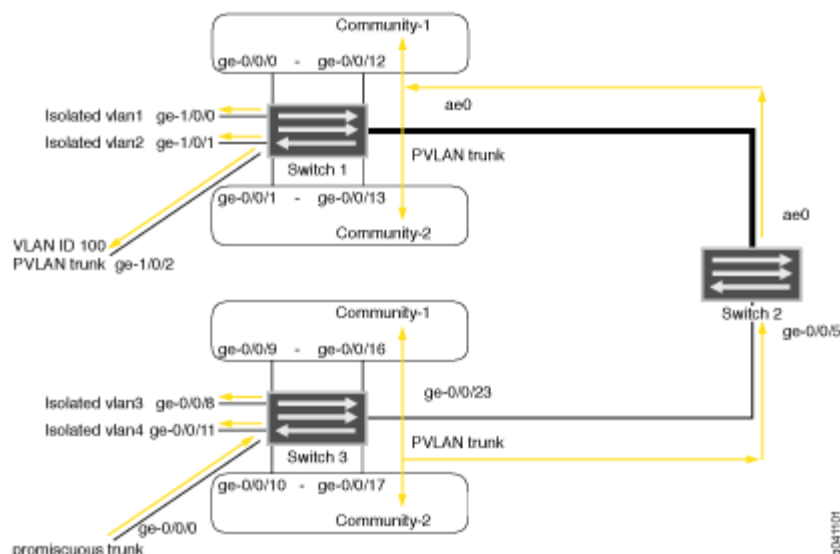 Community-1
ge-0/0/0 - ge-0/0/12
ae0
Isolated vlan1 ge-1/0/0
Isolated vlan2 ge-1/0/1
Switch 1
PVLAN trunk
ge-0/0/1 - ge-0/0/13
Community-2
VLAN ID 100
PVLAN trunk ge-1/0/2
ae0
Switch 2
ge-0/0/5
Community-1
ge-0/0/9 - ge-0/0/16
Isolated vlan3 ge-0/0/8
Isolated vlan4 ge-0/0/11
ge-0/0/23
Switch 3
PVLAN trunk
ge-0/0/10 - ge-0/0/17
Community-2
ge-0/0/0
promiscuous trunk